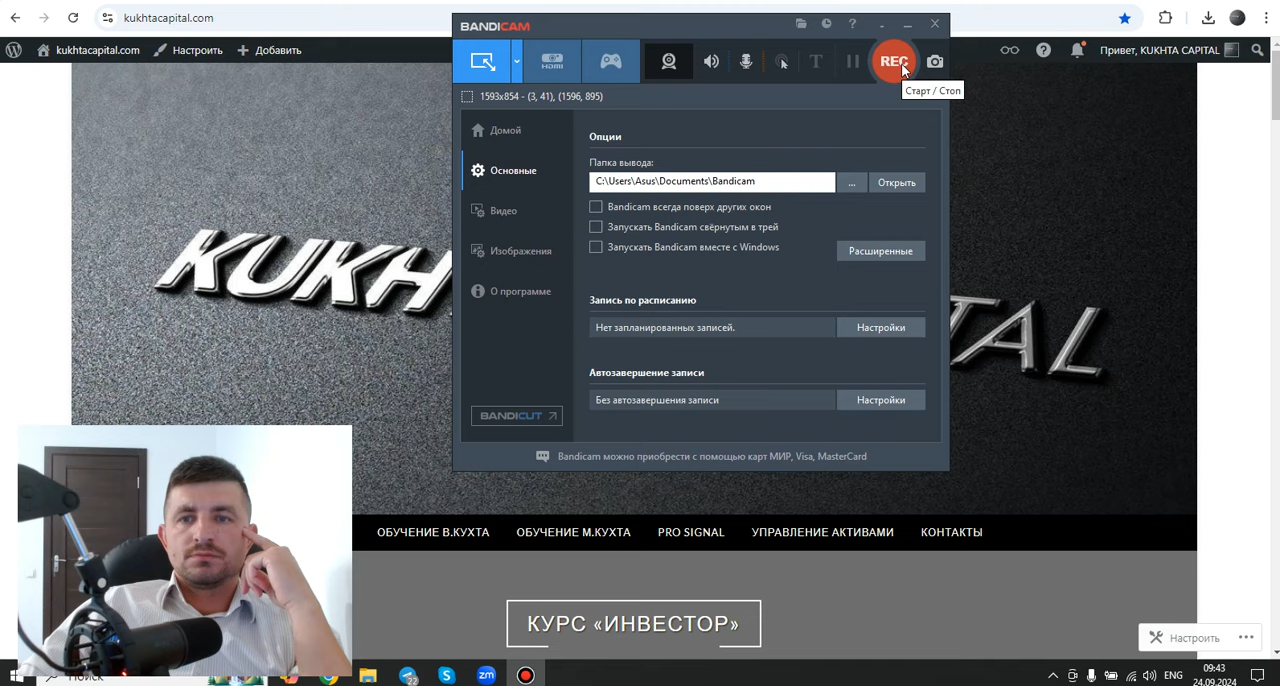 kukhtacapital.com
kukhtacapital.com
Настроить
Добавить
Привет, KUKHTA CAPITAL
BANDICAM
HDMI
REC
Старт / Стоп
1593x854 - (3, 41), (1596, 895)
Домой
Основные
Видео
Изображения
О программе
BANDICUT
Опции
Папка вывода:
C:\Users\Asus\Documents\Bandicam
...
Открыть
Bandicam всегда поверх других окон
Запускать Bandicam свёрнутым в трей
Запускать Bandicam вместе с Windows
Расширенные
Запись по расписанию
Нет запланированных записей.
Настройки
Автозавершение записи
Без автозавершения записи
Настройки
Bandicam можно приобрести с помощью карт МИР, Visa, MasterCard
KUKH
TAL
ОБУЧЕНИЕ В.КУХТА
ОБУЧЕНИЕ М.КУХТА
PRO SIGNAL
УПРАВЛЕНИЕ АКТИВАМИ
КОНТАКТЫ
КУРС «ИНВЕСТОР»
Настроить
Поиск
22
zm
ENG
09:43
24.09.2024